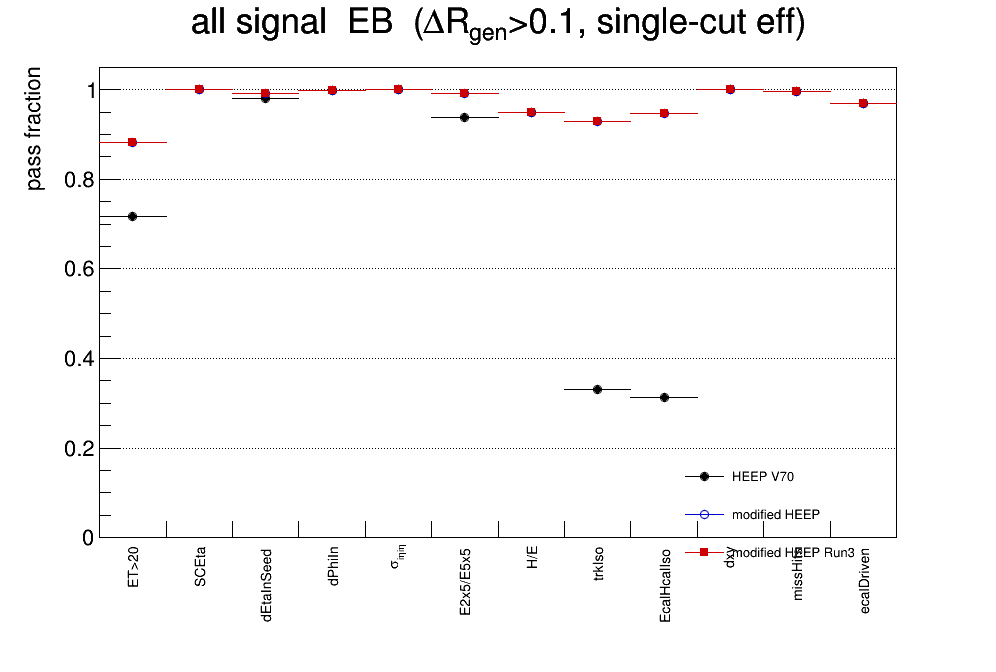 all signal EB (ΔRgen>0.1, single-cut eff)
pass fraction
1
0.8
0.6
0.4
0.2
0
HEEP V70
modified HEEP
modified HEEP Run3
ET>20
SCEta
dEtaInSeed
dPhiIn
σiηiη
E2x5/E5x5
H/E
trkIso
EcalHcalIso
dxy
missHits
ecalDriven